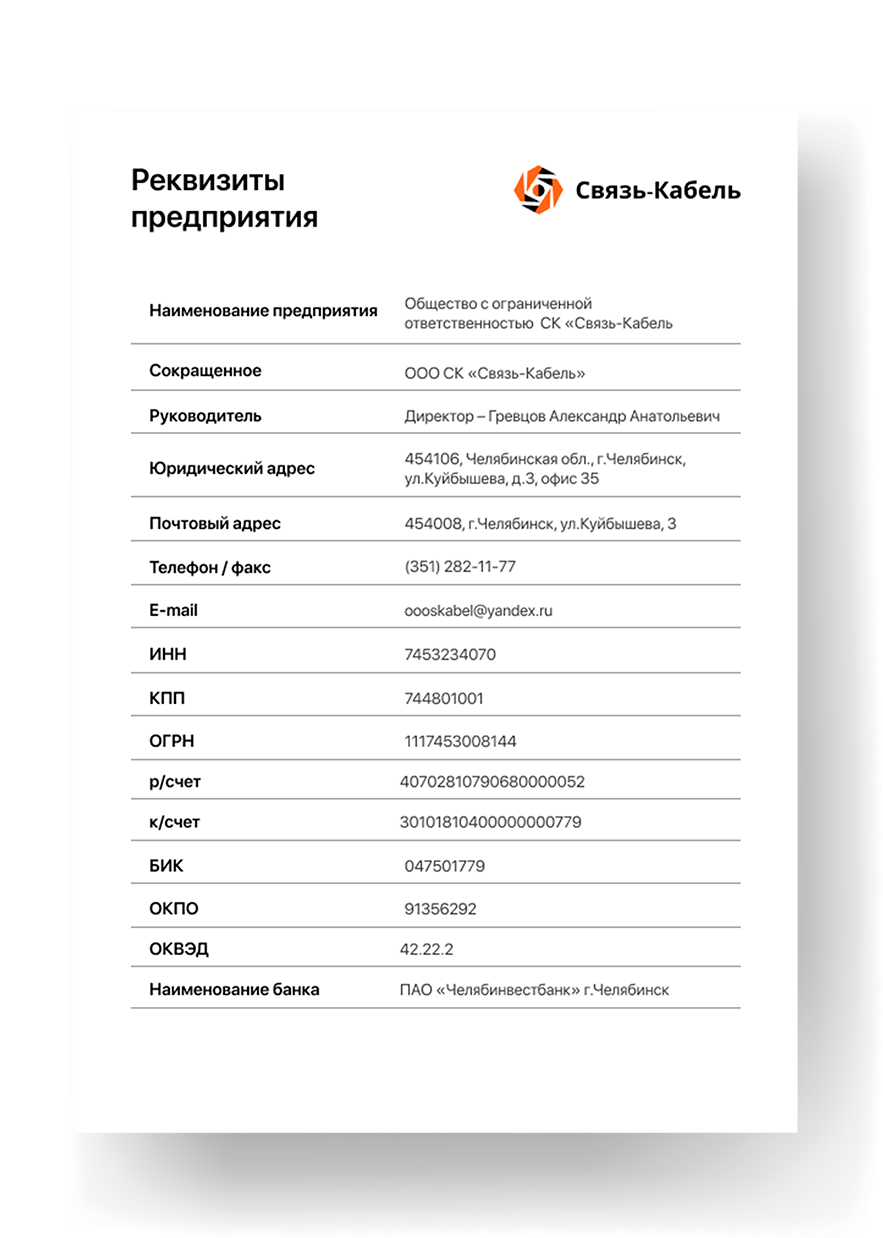 Реквизиты
предприятия
Связь-Кабель
Наименование предприятия
Общество с ограниченной
ответственностью СК «Связь-Кабель
Сокращенное
ООО СК «Связь-Кабель»
Руководитель
Директор – Гревцов Александр Анатольевич
Юридический адрес
454106, Челябинская обл., г.Челябинск,
ул.Куйбышева, д.3, офис 35
Почтовый адрес
454008, г.Челябинск, ул.Куйбышева, 3
Телефон / факс
(351) 282-11-77
E-mail
oooskabel@yandex.ru
ИНН
7453234070
КПП
744801001
ОГРН
1117453008144
р/счет
40702810790680000052
к/счет
30101810400000000779
БИК
047501779
ОКПО
91356292
ОКВЭД
42.22.2
Наименование банка
ПАО «Челябинвестбанк» г.Челябинск